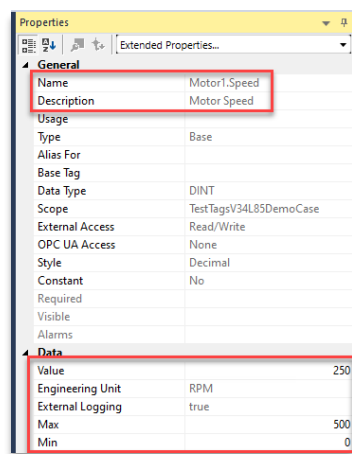 Properties
Extended Properties...
General
Name Motor1.Speed
Description Motor Speed
Usage
Type Base
Alias For
Base Tag
Data Type DINT
Scope TestTagsV34L85DemoCase
External Access Read/Write
OPC UA Access None
Style Decimal
Constant No
Required
Visible
Alarms
Data
Value 250
Engineering Unit RPM
External Logging true
Max 500
Min 0